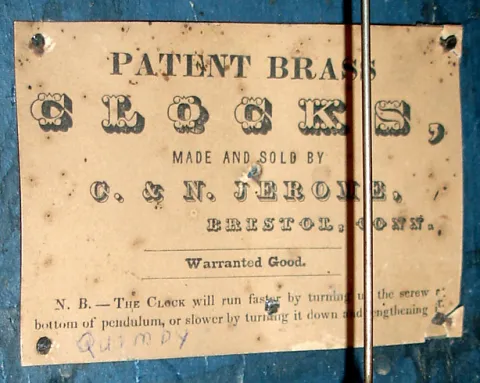 PATENT BRASS
CLOCKS,
MADE AND SOLD BY
C. & N. JEROME,
BRISTOL, CONN.
Warranted Good.
N. B. — THE CLOCK will run faster by turning up the screw
bottom of pendulum, or slower by turning it down and lengthening
QUIMBY